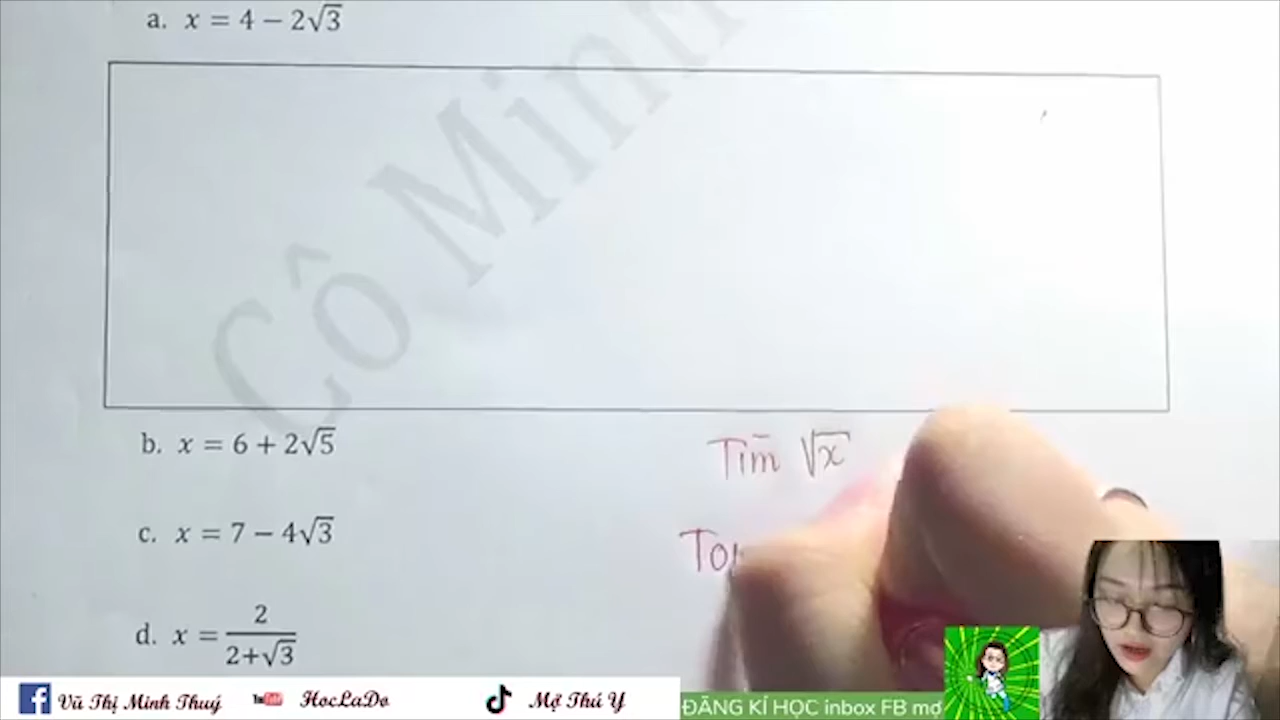 a. x = 4 − 2√3
Cô Minh
b. x = 6 + 2√5
Tìm √x
c. x = 7 − 4√3
d. x = 2/(2+√3)
Vũ Thị Minh Thuý
HocLaDo
Mợ Thú Y
ĐĂNG KÍ HỌC inbox FB mợ